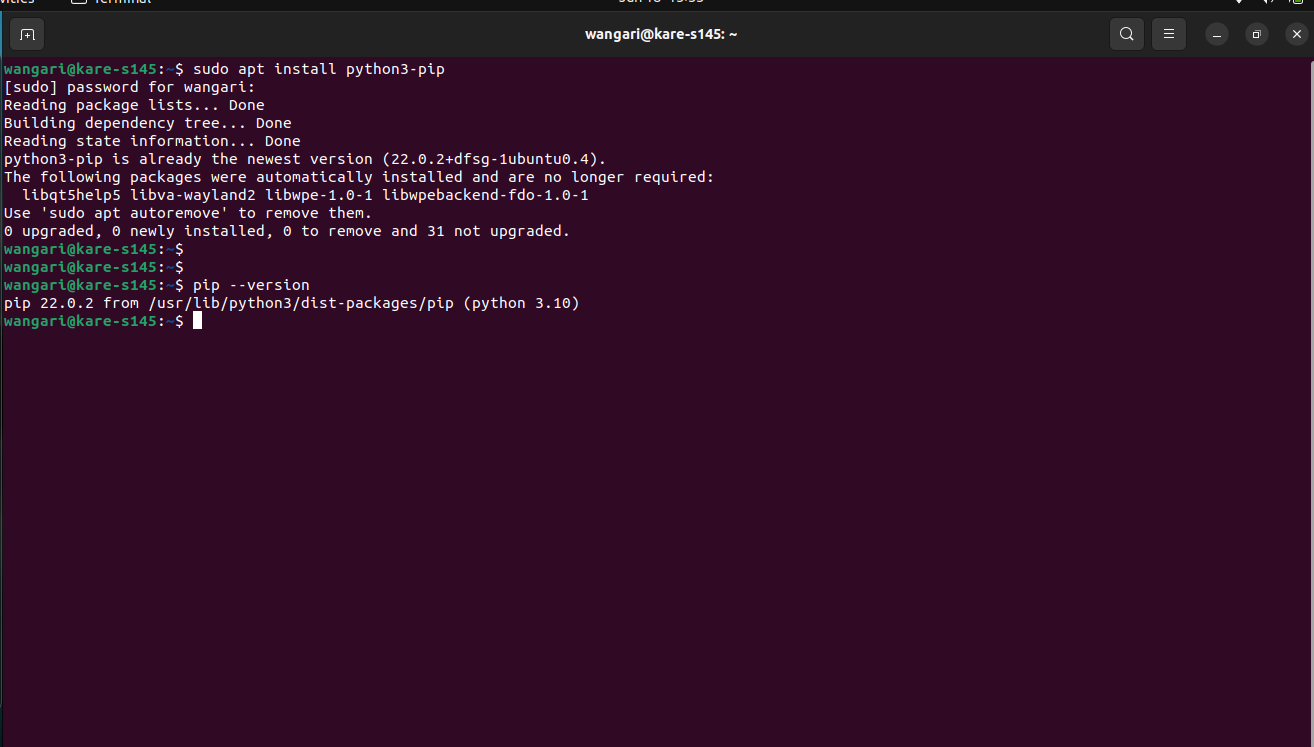 wangari@kare-s145: ~
wangari@kare-s145:~$ sudo apt install python3-pip
[sudo] password for wangari:
Reading package lists... Done
Building dependency tree... Done
Reading state information... Done
python3-pip is already the newest version (22.0.2+dfsg-1ubuntu0.4).
The following packages were automatically installed and are no longer required:
  libqt5help5 libva-wayland2 libwpe-1.0-1 libwpebackend-fdo-1.0-1
Use 'sudo apt autoremove' to remove them.
0 upgraded, 0 newly installed, 0 to remove and 31 not upgraded.
wangari@kare-s145:~$
wangari@kare-s145:~$
wangari@kare-s145:~$ pip --version
pip 22.0.2 from /usr/lib/python3/dist-packages/pip (python 3.10)
wangari@kare-s145:~$